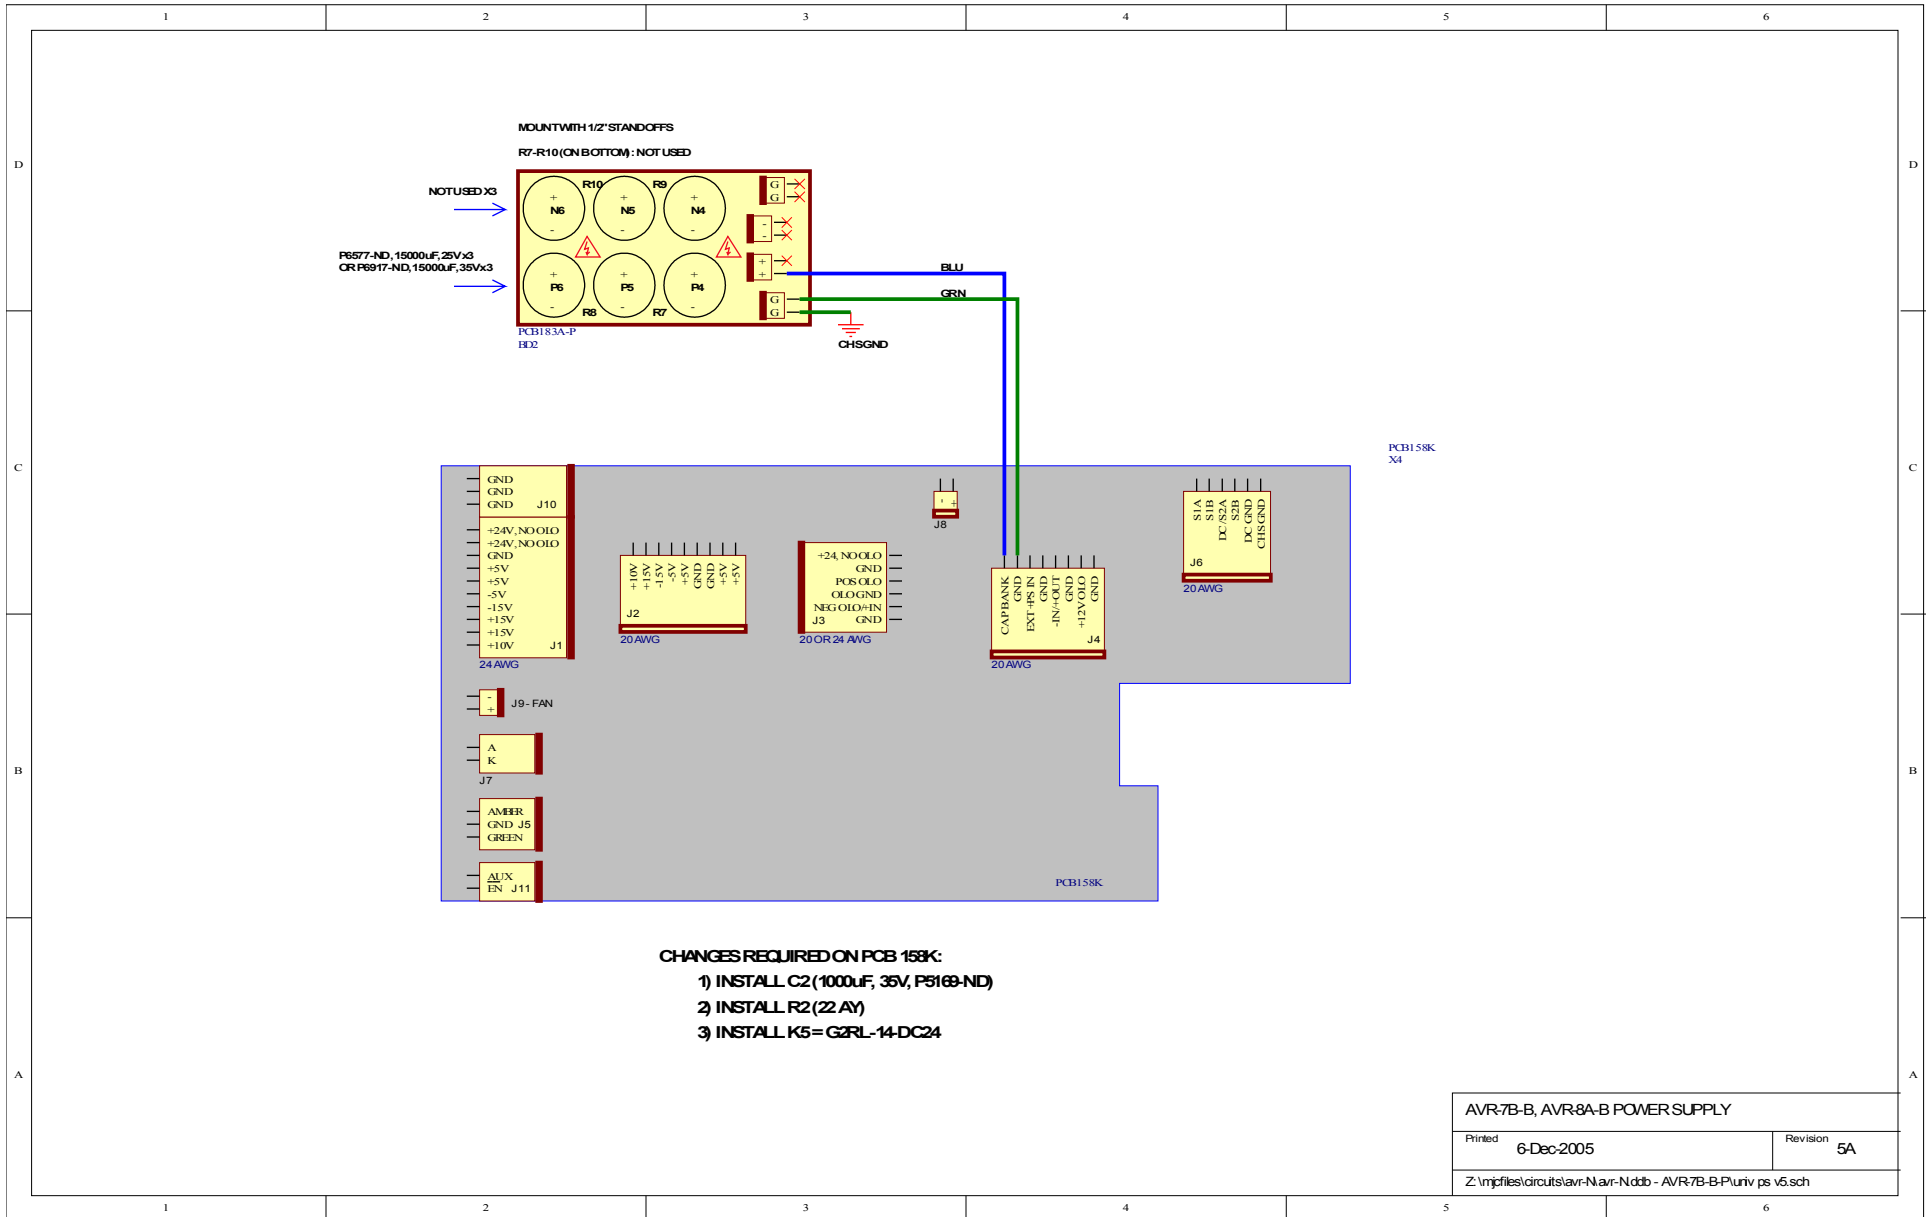 1 2 3 4 5 6
D D
MOUNT WITH 1/2" STANDOFFS
R7-R10 (ON BOTTOM) : NOT USED
NOT USED X3
P6577-ND, 15000uF, 25V x3
OR P6917-ND, 15000uF, 35V x3
R10 R9
+ + +
N6 N5 N4
- - -
+ + +
P6 P5 P4
- - -
R8 R7
G
G
-
-
+
+
G
G
PCB183A-P
BD2
BLU
GRN
CHSGND
C C
PCB158K
X4
GND
GND
GND J10
+24V, NO OLO
+24V, NO OLO
GND
+5V
+5V
-5V
-15V
+15V
+15V
+10V J1
24 AWG
+10V
+15V
-15V
-5V
+5V
GND
GND
+5V
+5V
J2
20 AWG
+24, NO OLO
GND
POS OLO
OLO GND
NEG OLO/+IN
J3 GND
20 OR 24 AWG
- +
J8
CAP BANK
GND
EXT +PS IN
GND
-IN/+OUT
GND
+12V OLO
GND
J4
20 AWG
S1A
S1B
DC/S2A
S2B
DC GND
CHS GND
J6
20 AWG
-
+
J9 - FAN
B B
A
K
J7
AMBER
GND J5
GREEN
AUX
EN J11
PCB158K
CHANGES REQUIRED ON PCB 158K:
1) INSTALL C2 (1000uF, 35V, P5169-ND)
2) INSTALL R2 (22 AY)
3) INSTALL K5 = G2RL-14-DC24
A A
AVR-7B-B, AVR-8A-B POWER SUPPLY
Printed 6-Dec-2005 Revision 5A
Z:\mjcfiles\circuits\avr-N\avr-N.ddb - AVR-7B-B-P\univ ps v5.sch
1 2 3 4 5 6